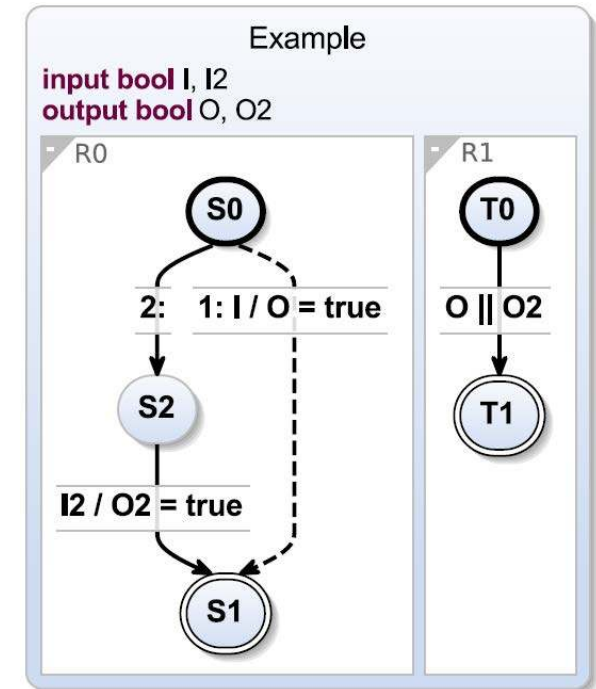 Example
input bool I, I2
output bool O, O2
- R0
S0
2:
1: I / O = true
S2
I2 / O2 = true
S1
- R1
T0
O || O2
T1